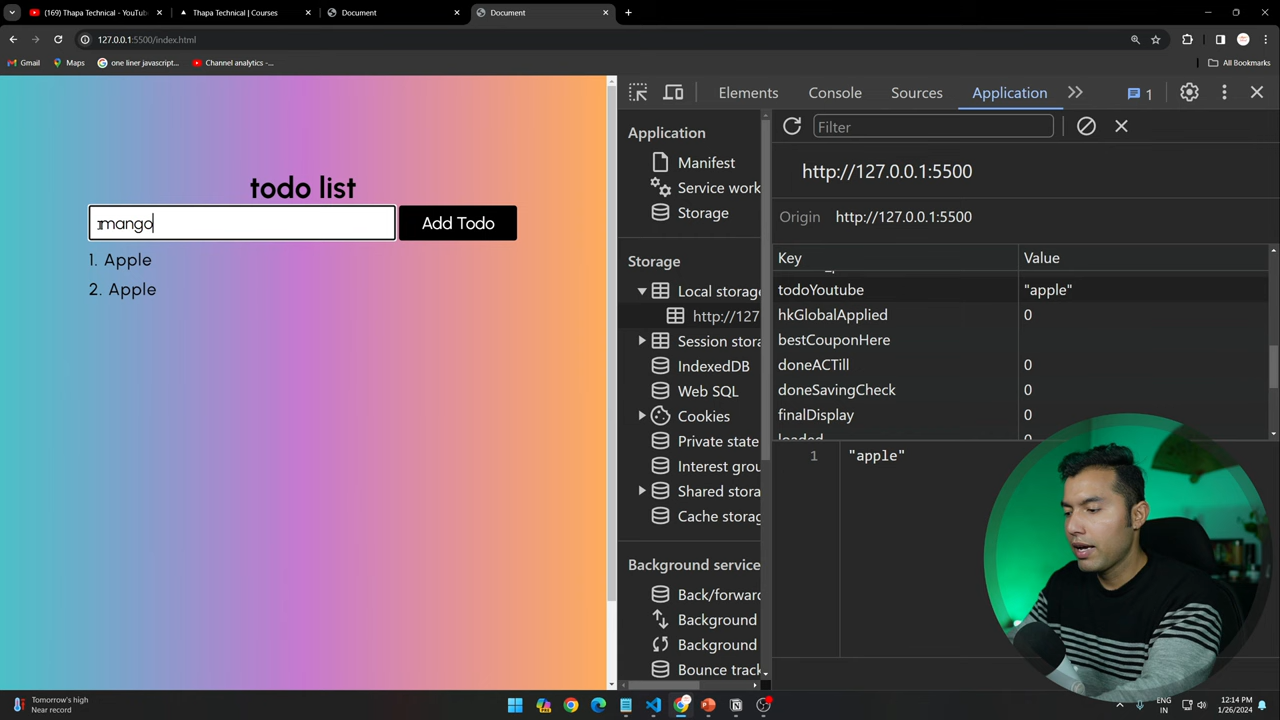 (169) Thapa Technical - YouTub
Thapa Technical | Courses
Document
Document
127.0.0.1:5500/index.html
Gmail
Maps
one liner javascript...
Channel analytics -...
All Bookmarks
todo list
mango
Add Todo
1. Apple
2. Apple
Elements
Console
Sources
Application
1
Application
Manifest
Service work
Storage
Storage
Local storage
http://127
Session stora
IndexedDB
Web SQL
Cookies
Private state
Interest grou
Shared stora
Cache storag
Background service
Back/forward
Background
Background
Bounce track
Filter
http://127.0.0.1:5500
Origin http://127.0.0.1:5500
Key Value
todoYoutube "apple"
hkGlobalApplied 0
bestCouponHere
doneACTill 0
doneSavingCheck 0
finalDisplay 0
loaded 0
1 "apple"
Tomorrow's high
Near record
ENG
IN
12:14 PM
1/26/2024